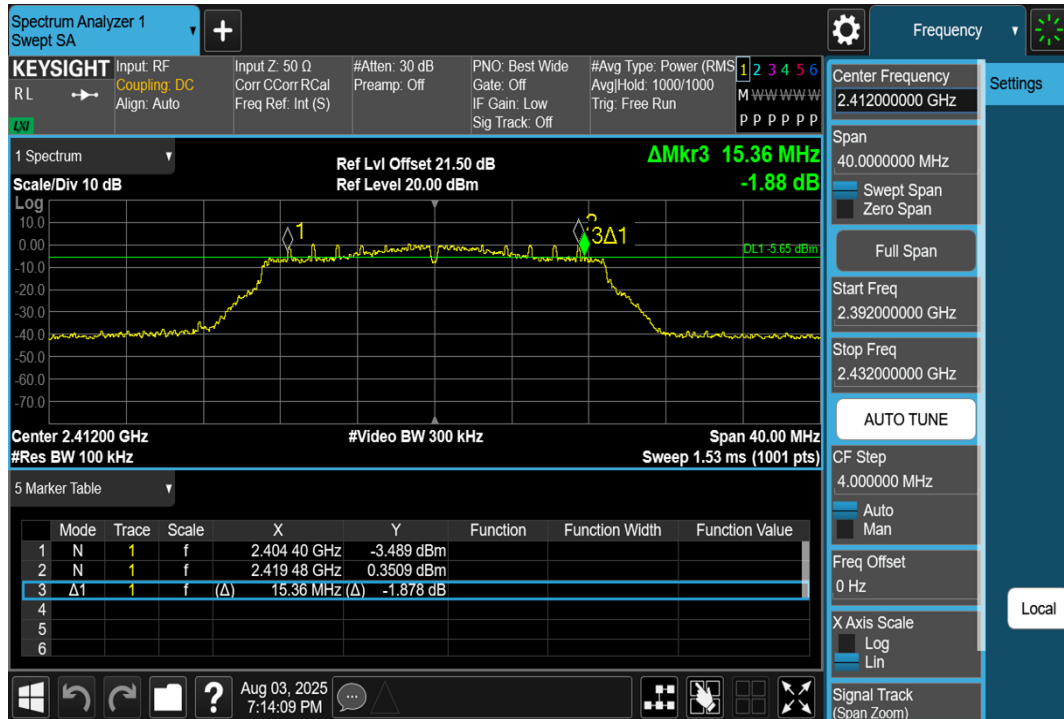 Spectrum Analyzer 1
Swept SA
Frequency
KEYSIGHT
RL
LXI
Input: RF
Coupling: DC
Align: Auto
Input Z: 50 Ω
Corr CCorr RCal
Freq Ref: Int (S)
#Atten: 30 dB
Preamp: Off
PNO: Best Wide
Gate: Off
IF Gain: Low
Sig Track: Off
#Avg Type: Power (RMS
Avg|Hold: 1000/1000
Trig: Free Run
1 2 3 4 5 6
M W W W W W
P P P P P P
1 Spectrum
Scale/Div 10 dB
Ref Lvl Offset 21.50 dB
Ref Level 20.00 dBm
ΔMkr3 15.36 MHz
-1.88 dB
Log
10.0
0.00
-10.0
-20.0
-30.0
-40.0
-50.0
-60.0
-70.0
1
3Δ1
DL1 -5.65 dBm
Center 2.41200 GHz
#Video BW 300 kHz
Span 40.00 MHz
#Res BW 100 kHz
Sweep 1.53 ms (1001 pts)
5 Marker Table
Mode Trace Scale X Y Function Function Width Function Value
1 N 1 f 2.404 40 GHz -3.489 dBm
2 N 1 f 2.419 48 GHz 0.3509 dBm
3 Δ1 1 f (Δ) 15.36 MHz (Δ) -1.878 dB
4
5
6
Aug 03, 2025
7:14:09 PM
Center Frequency
2.412000000 GHz
Span
40.0000000 MHz
Swept Span
Zero Span
Full Span
Start Freq
2.392000000 GHz
Stop Freq
2.432000000 GHz
AUTO TUNE
CF Step
4.000000 MHz
Auto
Man
Freq Offset
0 Hz
X Axis Scale
Log
Lin
Signal Track
(Span Zoom)
Settings
Local